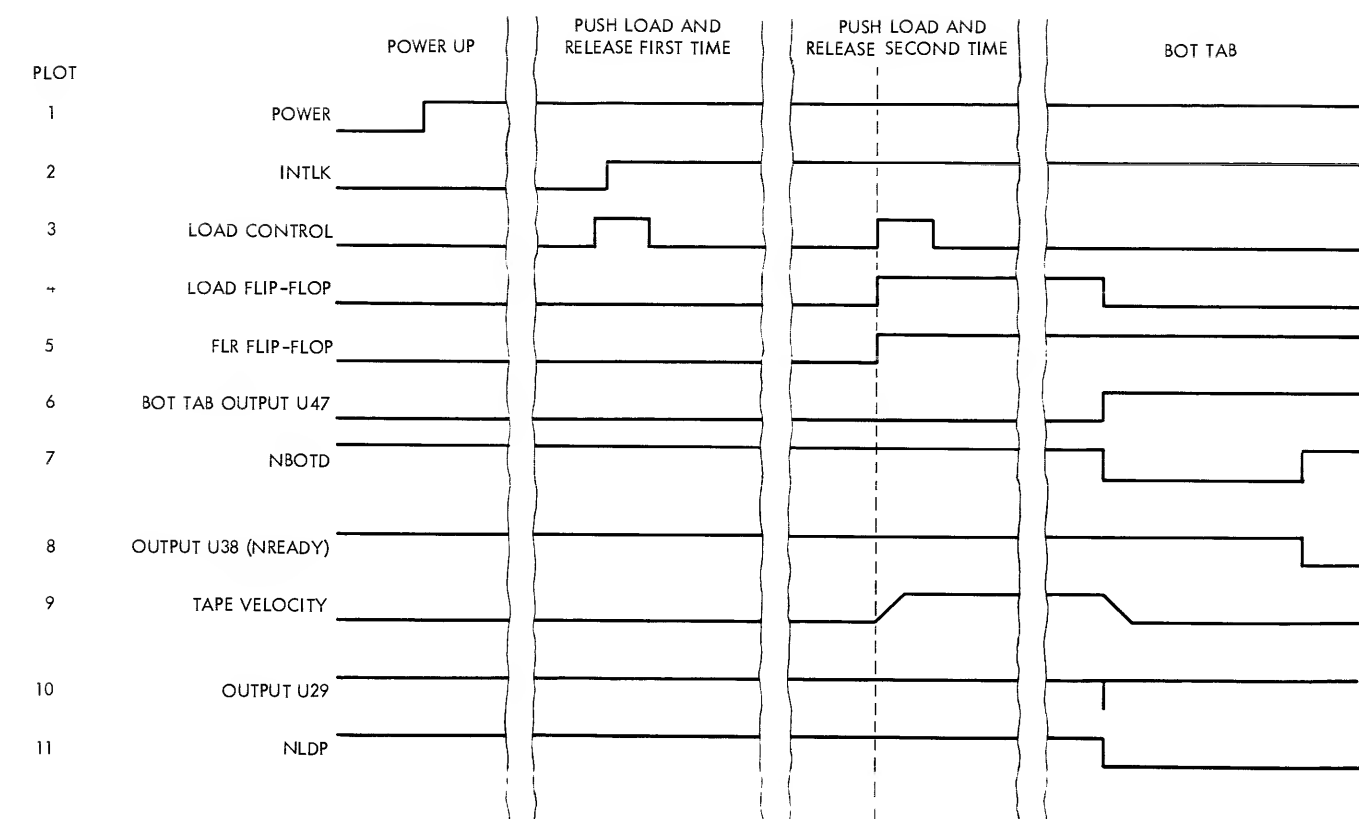 POWER UP
PUSH LOAD AND
RELEASE FIRST TIME
PUSH LOAD AND
RELEASE SECOND TIME
BOT TAB
PLOT
1 POWER
2 INTLK
3 LOAD CONTROL
4 LOAD FLIP-FLOP
5 FLR FLIP-FLOP
6 BOT TAB OUTPUT U47
7 NBOTD
8 OUTPUT U38 (NREADY)
9 TAPE VELOCITY
10 OUTPUT U29
11 NLDP